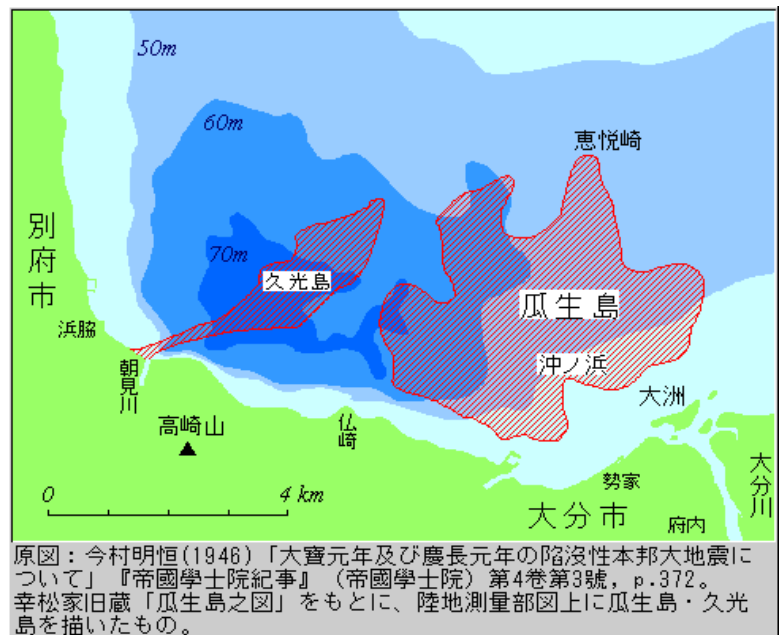 50m
60m
恵悦崎
別府市
70m
久光島
瓜生島
浜脇
沖ノ浜
朝見川
大洲
高崎山
仏崎
0
4 km
勢家
大分市
府内
大分川
原図：今村明恒(1946)「大寶元年及び慶長元年の陥没性本邦大地震に
ついて」『帝國學士院紀事』（帝國學士院）第4巻第3號，p.372。
幸松家旧蔵「瓜生島之図」をもとに、陸地測量部図上に瓜生島・久光
島を描いたもの。